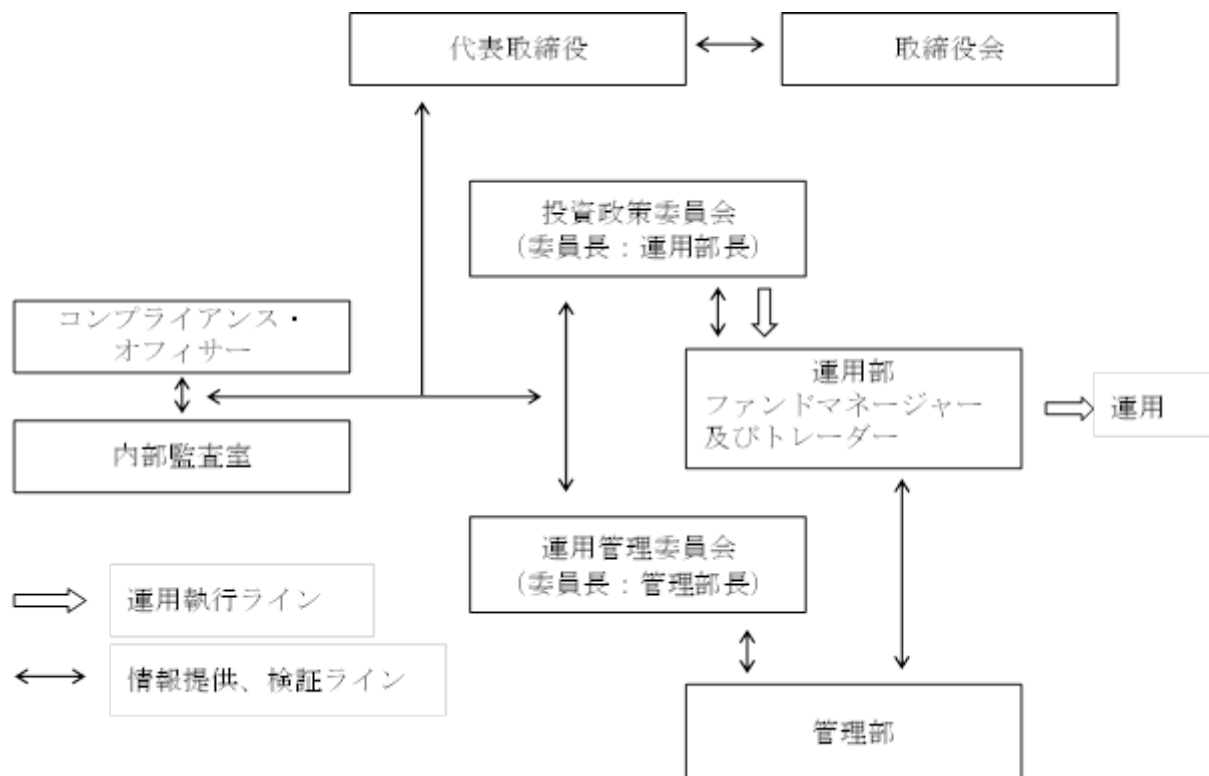 代表取締役
取締役会
投資政策委員会
(委員長：運用部長)
コンプライアンス・
オフィサー
運用部
ファンドマネージャー
及びトレーダー
運用
内部監査室
運用管理委員会
(委員長：管理部長)
運用執行ライン
情報提供、検証ライン
管理部